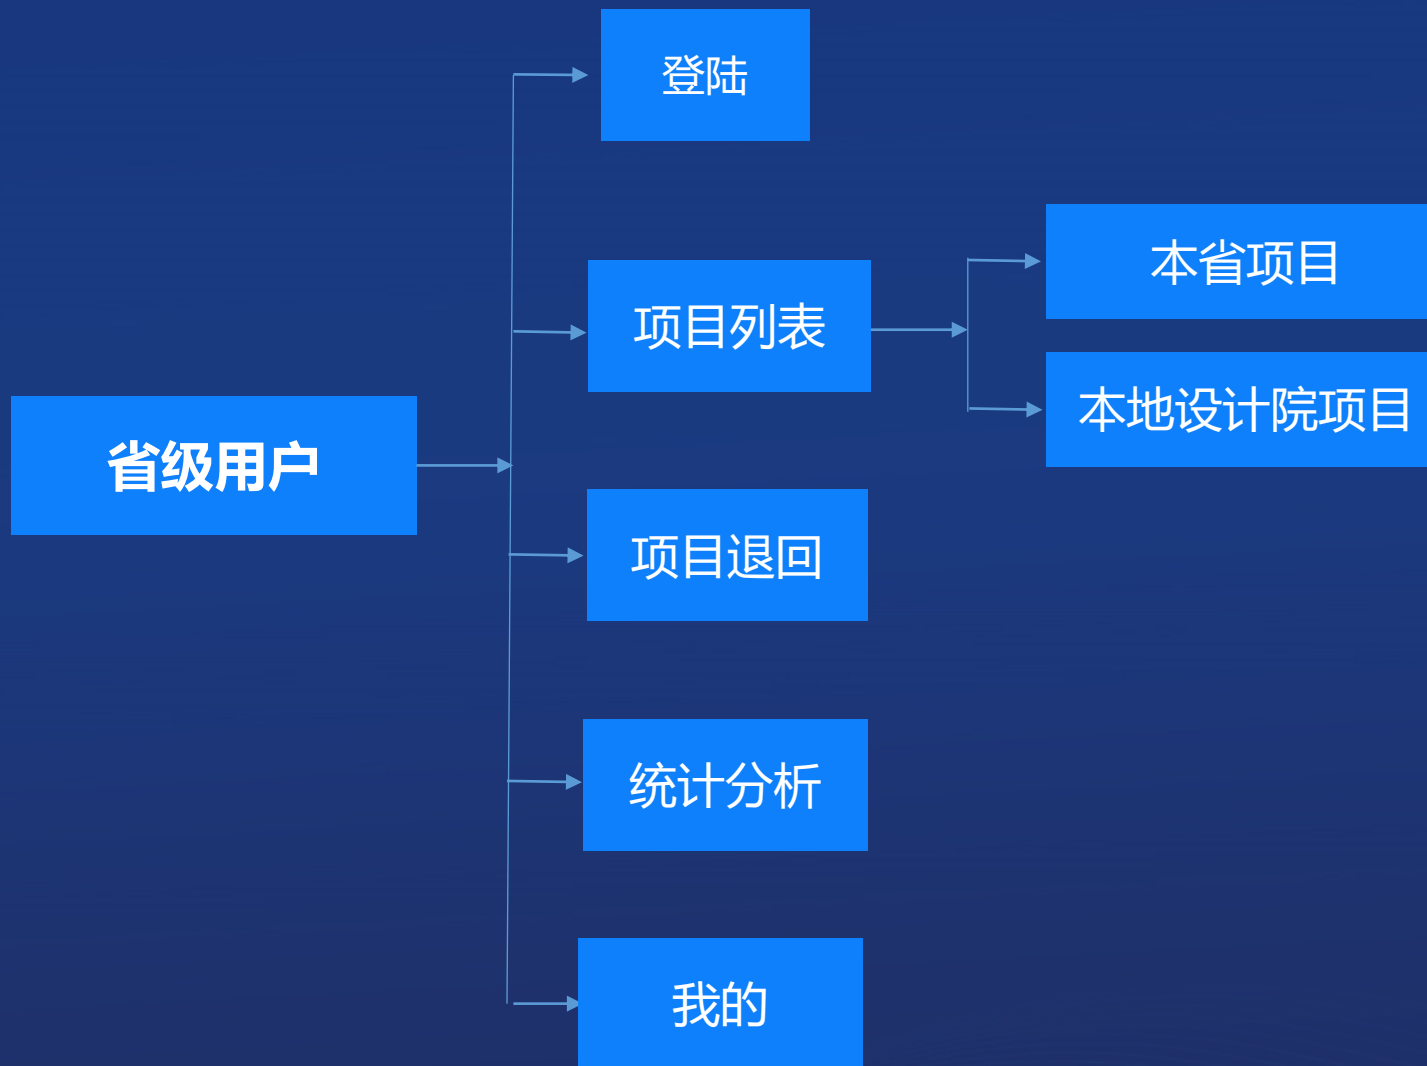 登陆
本省项目
项目列表
本地设计院项目
省级用户
项目退回
统计分析
我的